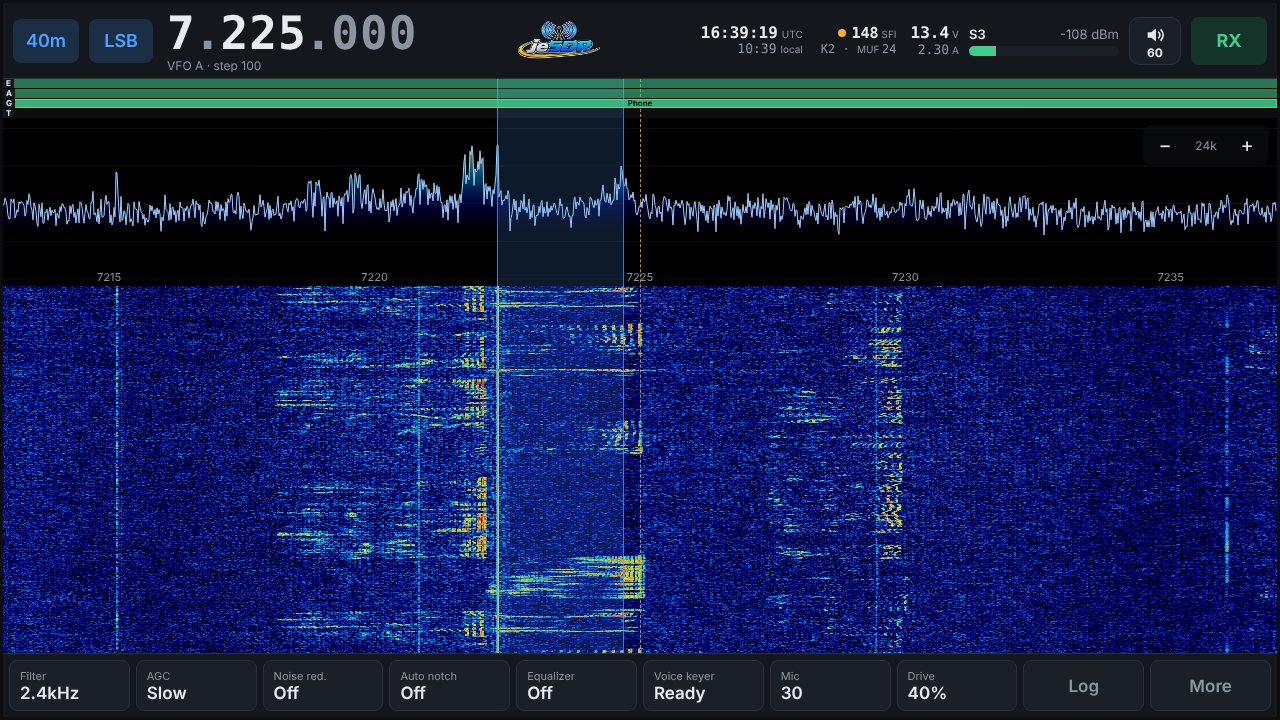 40m
LSB
7.225.000
VFO A · step 100
jeSDR
16:39:19 UTC
10:39 local
148 SFI
K2 · MUF 24
13.4 V
2.30 A
S3
-108 dBm
60
RX
E
A
G
T
Phone
− 24k +
7215 7220 7225 7230 7235
Filter
2.4kHz
AGC
Slow
Noise red.
Off
Auto notch
Off
Equalizer
Off
Voice keyer
Ready
Mic
30
Drive
40%
Log
More